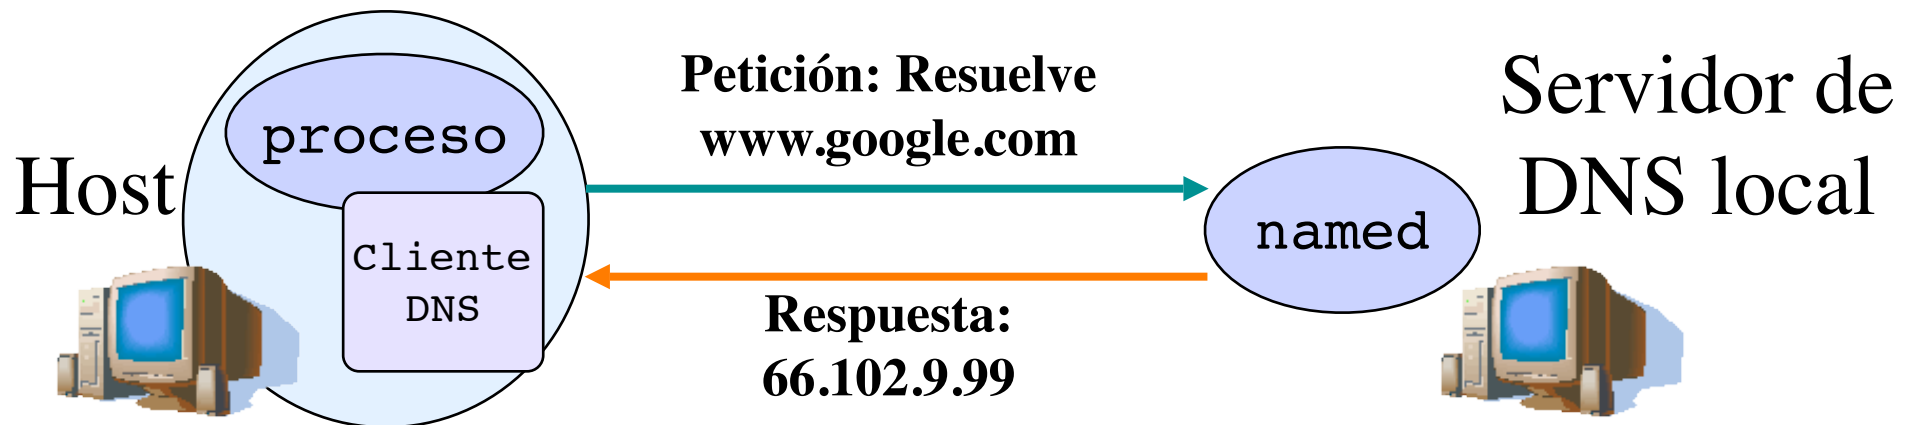 Host
proceso
Cliente
DNS
Petición: Resuelve
www.google.com
Respuesta:
66.102.9.99
named
Servidor de
DNS local